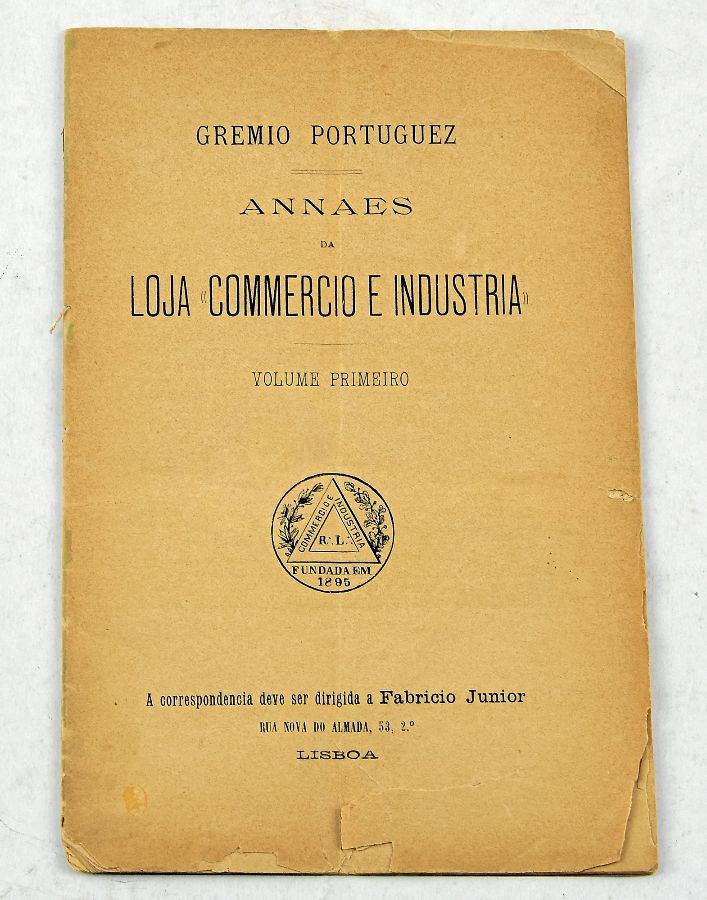 GREMIO PORTUGUEZ
ANNAES
DA
LOJA «COMMERCIO E INDUSTRIA»
VOLUME PRIMEIRO
COMMERCIO E INDUSTRIA
R∴ L∴
FUNDADA EM
1895
A correspondencia deve ser dirigida a Fabricio Junior
RUA NOVA DO ALMADA, 53, 2.º
LISBOA